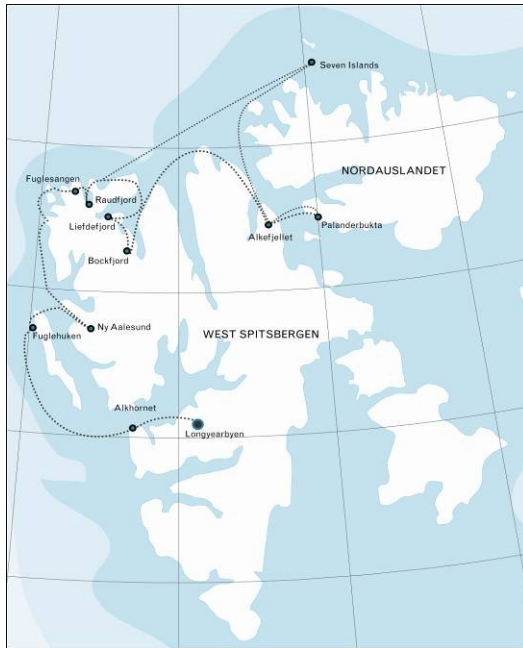 Seven Islands
NORDAUSLANDET
Fuglesangen
Raudfjord
Liefdefjord
Palanderbukta
Alkefjellet
Bockfjord
Ny Aalesund
WEST SPITSBERGEN
Fuglehuken
Alkhornet
Longyearbyen